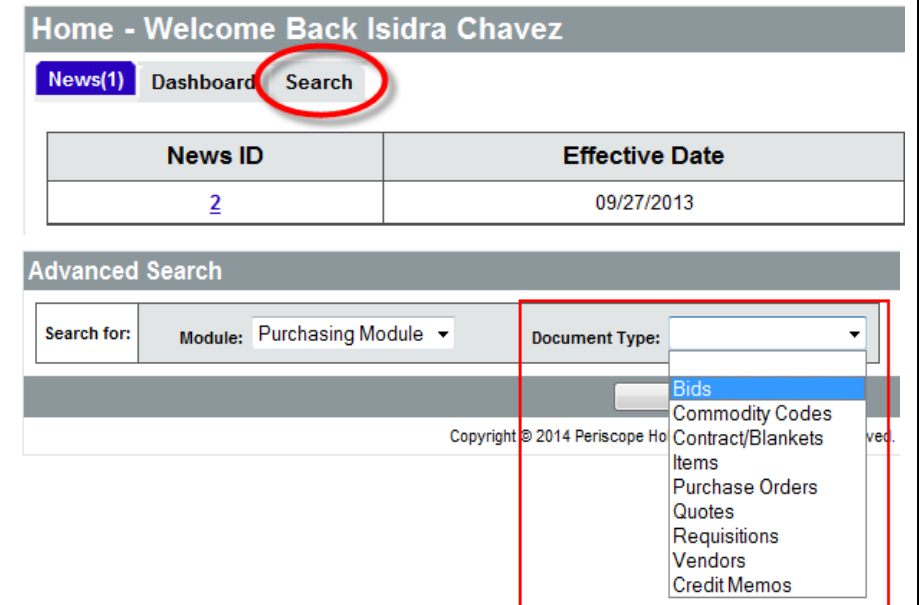 Home - Welcome Back Isidra Chavez
News(1) Dashboard Search
News ID Effective Date
2 09/27/2013
Advanced Search
Search for: Module: Purchasing Module Document Type:
Bids
Commodity Codes
Copyright © 2014 Periscope Contract/Blankets
Items
Purchase Orders
Quotes
Requisitions
Vendors
Credit Memos